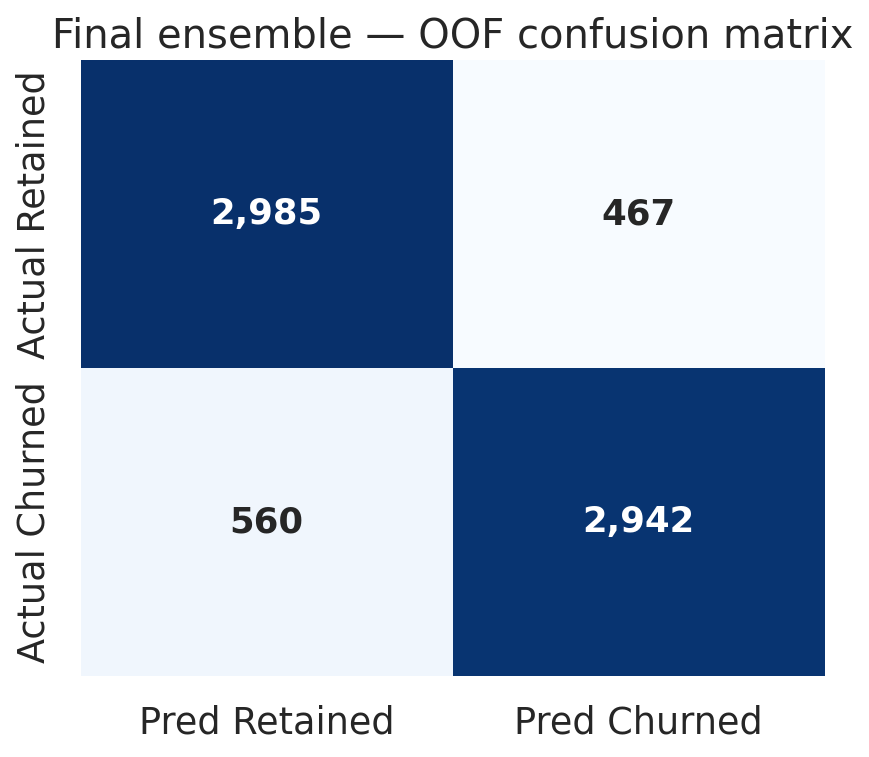 Final ensemble — OOF confusion matrix
Actual Retained
2,985
467
Actual Churned
560
2,942
Pred Retained
Pred Churned